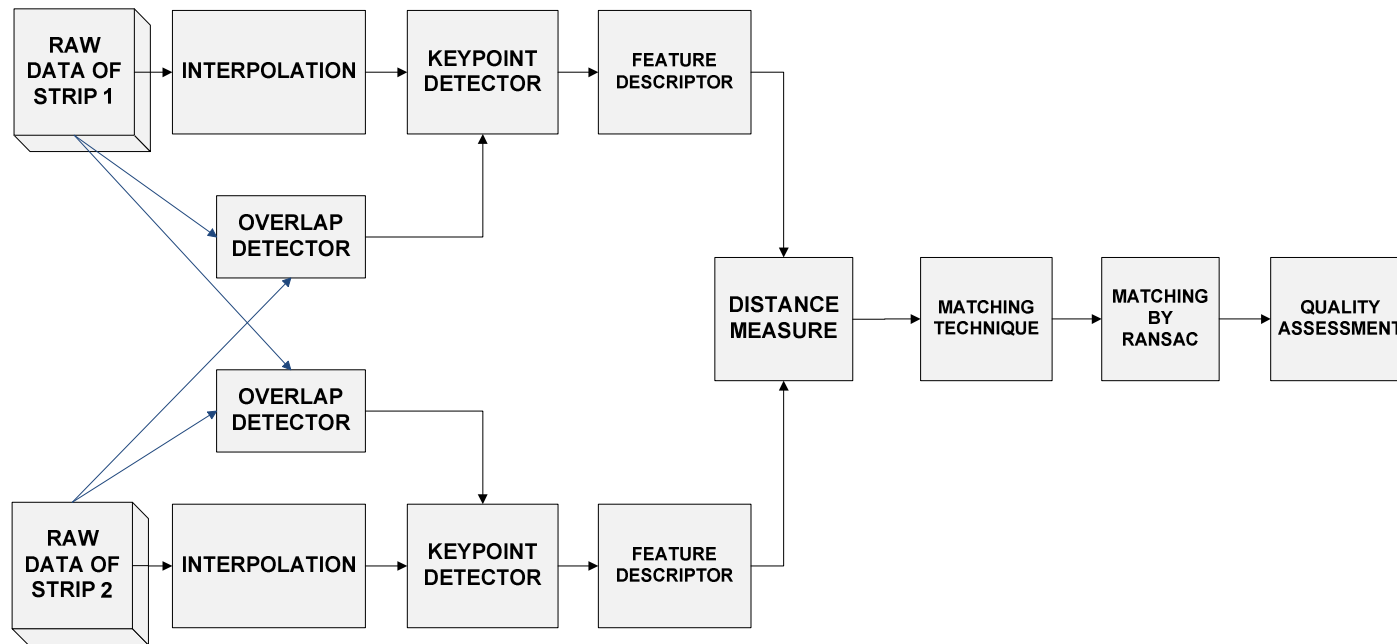 RAW
DATA OF
STRIP 1
INTERPOLATION
KEYPOINT
DETECTOR
FEATURE
DESCRIPTOR
OVERLAP
DETECTOR
DISTANCE
MEASURE
MATCHING
TECHNIQUE
MATCHING
BY
RANSAC
QUALITY
ASSESSMENT
OVERLAP
DETECTOR
RAW
DATA OF
STRIP 2
INTERPOLATION
KEYPOINT
DETECTOR
FEATURE
DESCRIPTOR